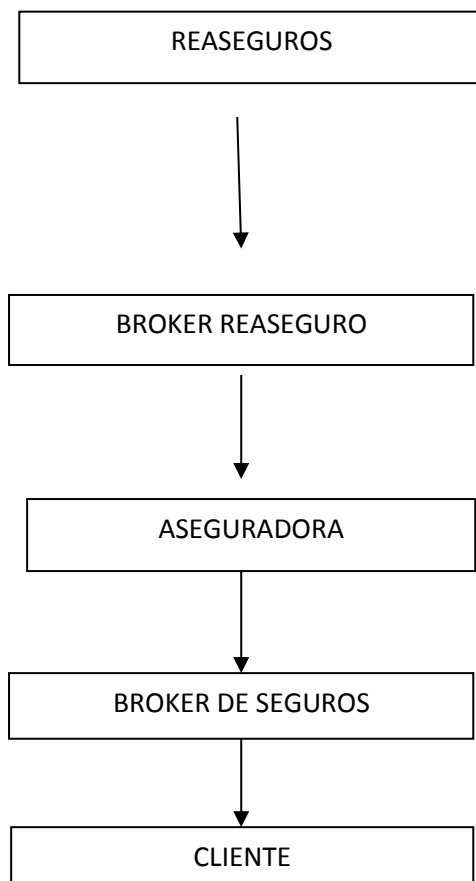 REASEGUROS
BROKER REASEGURO
ASEGURADORA
BROKER DE SEGUROS
CLIENTE